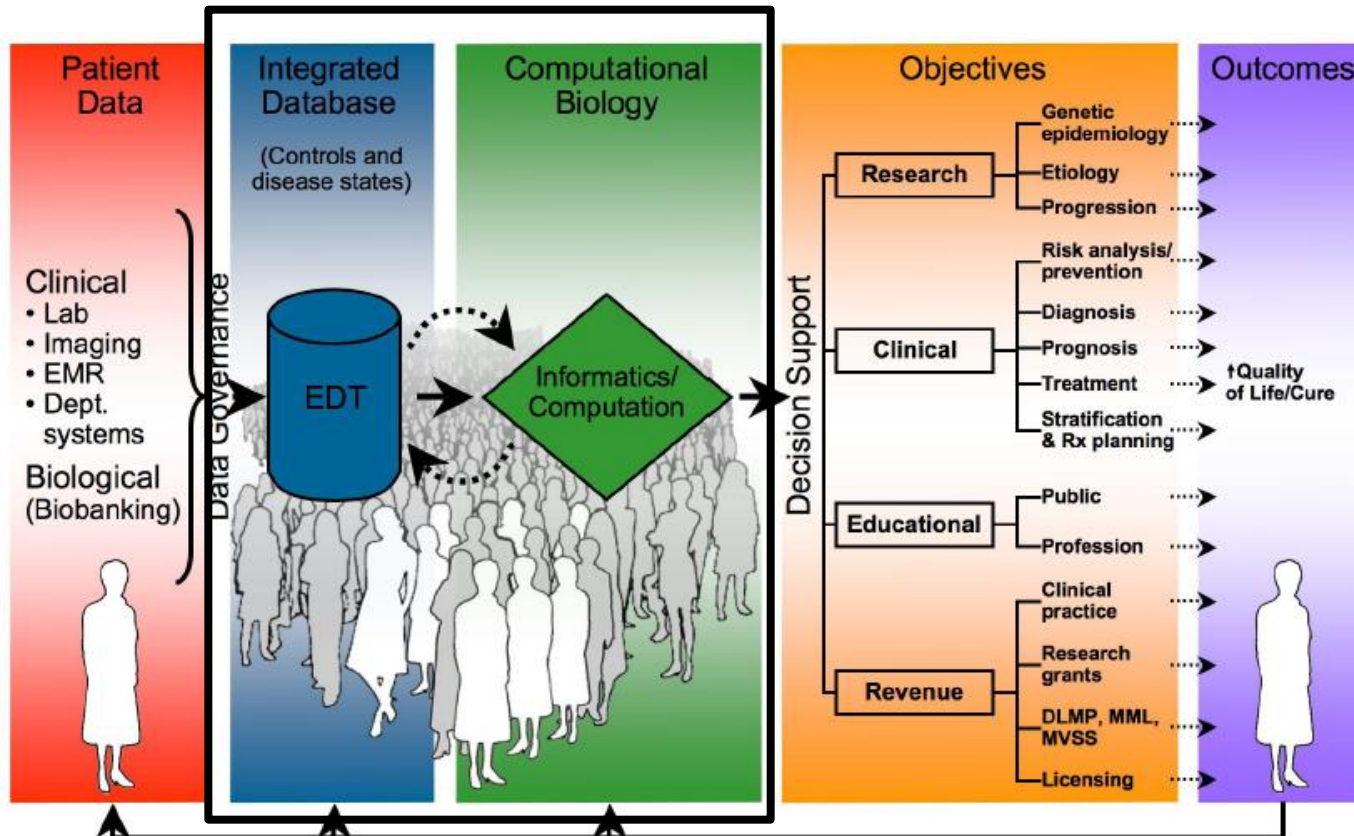 Patient
Data
Clinical
• Lab
• Imaging
• EMR
• Dept.
systems
Biological
(Biobanking)
Data Governance
Integrated
Database
(Controls and
disease states)
EDT
Computational
Biology
Informatics/
Computation
Decision Support
Objectives
Research
Genetic
epidemiology
Etiology
Progression
Clinical
Risk analysis/
prevention
Diagnosis
Prognosis
Treatment
Stratification
& Rx planning
Educational
Public
Profession
Revenue
Clinical
practice
Research
grants
DLMP, MML,
MVSS
Licensing
Outcomes
↑Quality
of Life/Cure